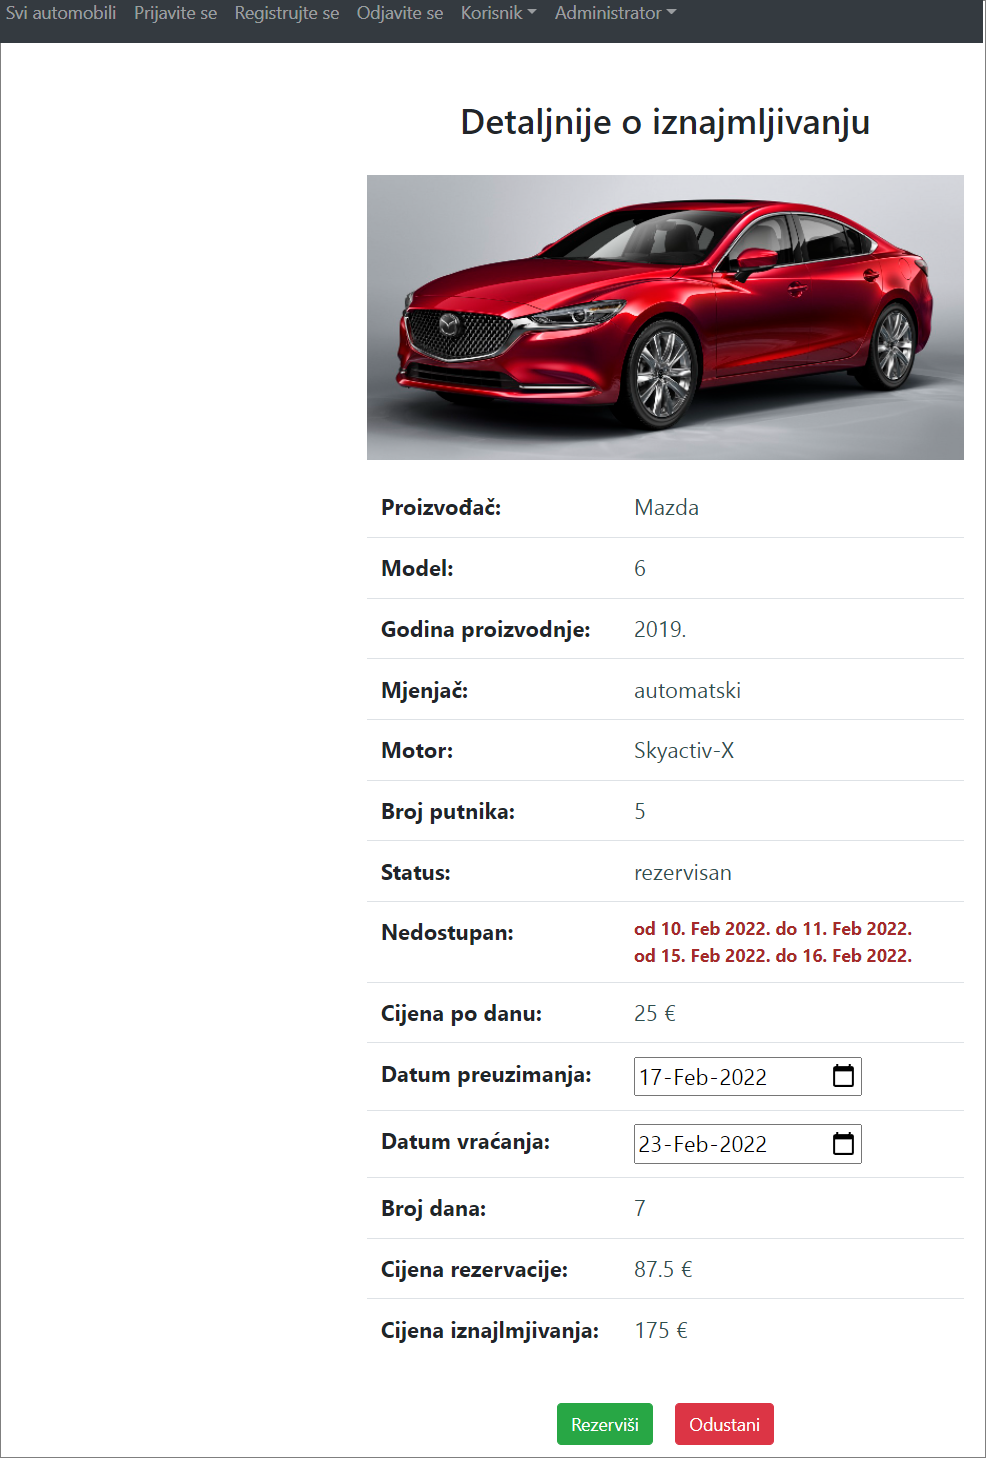 Svi automobili Prijavite se Registrujte se Odjavite se Korisnik Administrator
Detaljnije o iznajmljivanju
Proizvođač: Mazda
Model: 6
Godina proizvodnje: 2019.
Mjenjač: automatski
Motor: Skyactiv-X
Broj putnika: 5
Status: rezervisan
Nedostupan: od 10. Feb 2022. do 11. Feb 2022.
od 15. Feb 2022. do 16. Feb 2022.
Cijena po danu: 25 €
Datum preuzimanja: 17-Feb-2022
Datum vraćanja: 23-Feb-2022
Broj dana: 7
Cijena rezervacije: 87.5 €
Cijena iznajlmjivanja: 175 €
Rezerviši Odustani